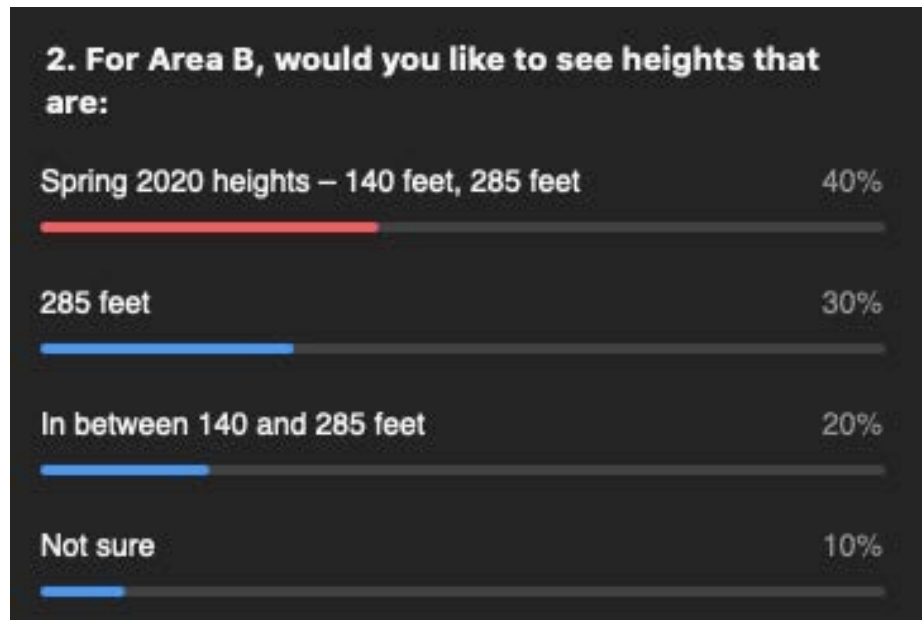 2. For Area B, would you like to see heights that
are:
Spring 2020 heights – 140 feet, 285 feet 40%
285 feet 30%
In between 140 and 285 feet 20%
Not sure 10%